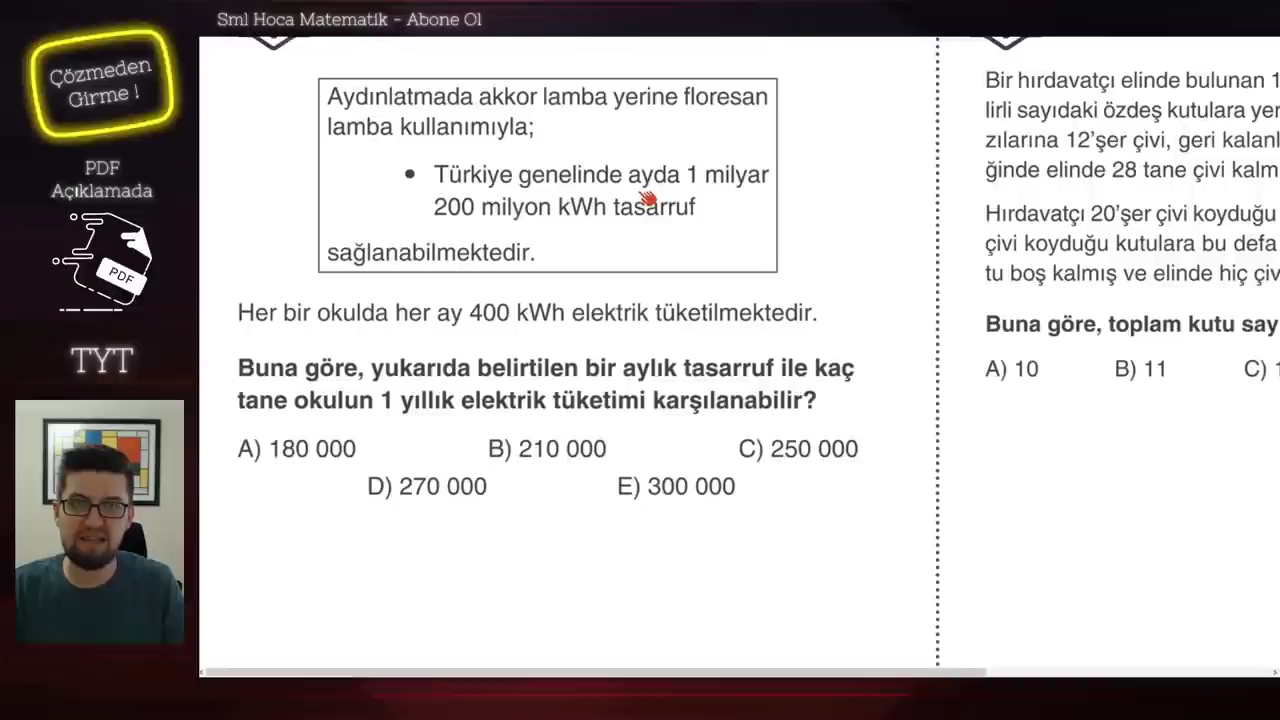 Sml Hoca Matematik - Abone Ol
Çözmeden
Girme !
PDF
Açıklamada
PDF
TYT
Aydınlatmada akkor lamba yerine floresan
lamba kullanımıyla;
• Türkiye genelinde ayda 1 milyar
200 milyon kWh tasarruf
sağlanabilmektedir.
Her bir okulda her ay 400 kWh elektrik tüketilmektedir.
Buna göre, yukarıda belirtilen bir aylık tasarruf ile kaç
tane okulun 1 yıllık elektrik tüketimi karşılanabilir?
A) 180 000 B) 210 000 C) 250 000
D) 270 000 E) 300 000
Bir hırdavatçı elinde bulunan 1
lirli sayıdaki özdeş kutulara yer
zılarına 12’şer çivi, geri kalanl
ğinde elinde 28 tane çivi kalm
Hırdavatçı 20’şer çivi koyduğu
çivi koyduğu kutulara bu defa
tu boş kalmış ve elinde hiç çiv
Buna göre, toplam kutu say
A) 10 B) 11 C) 1